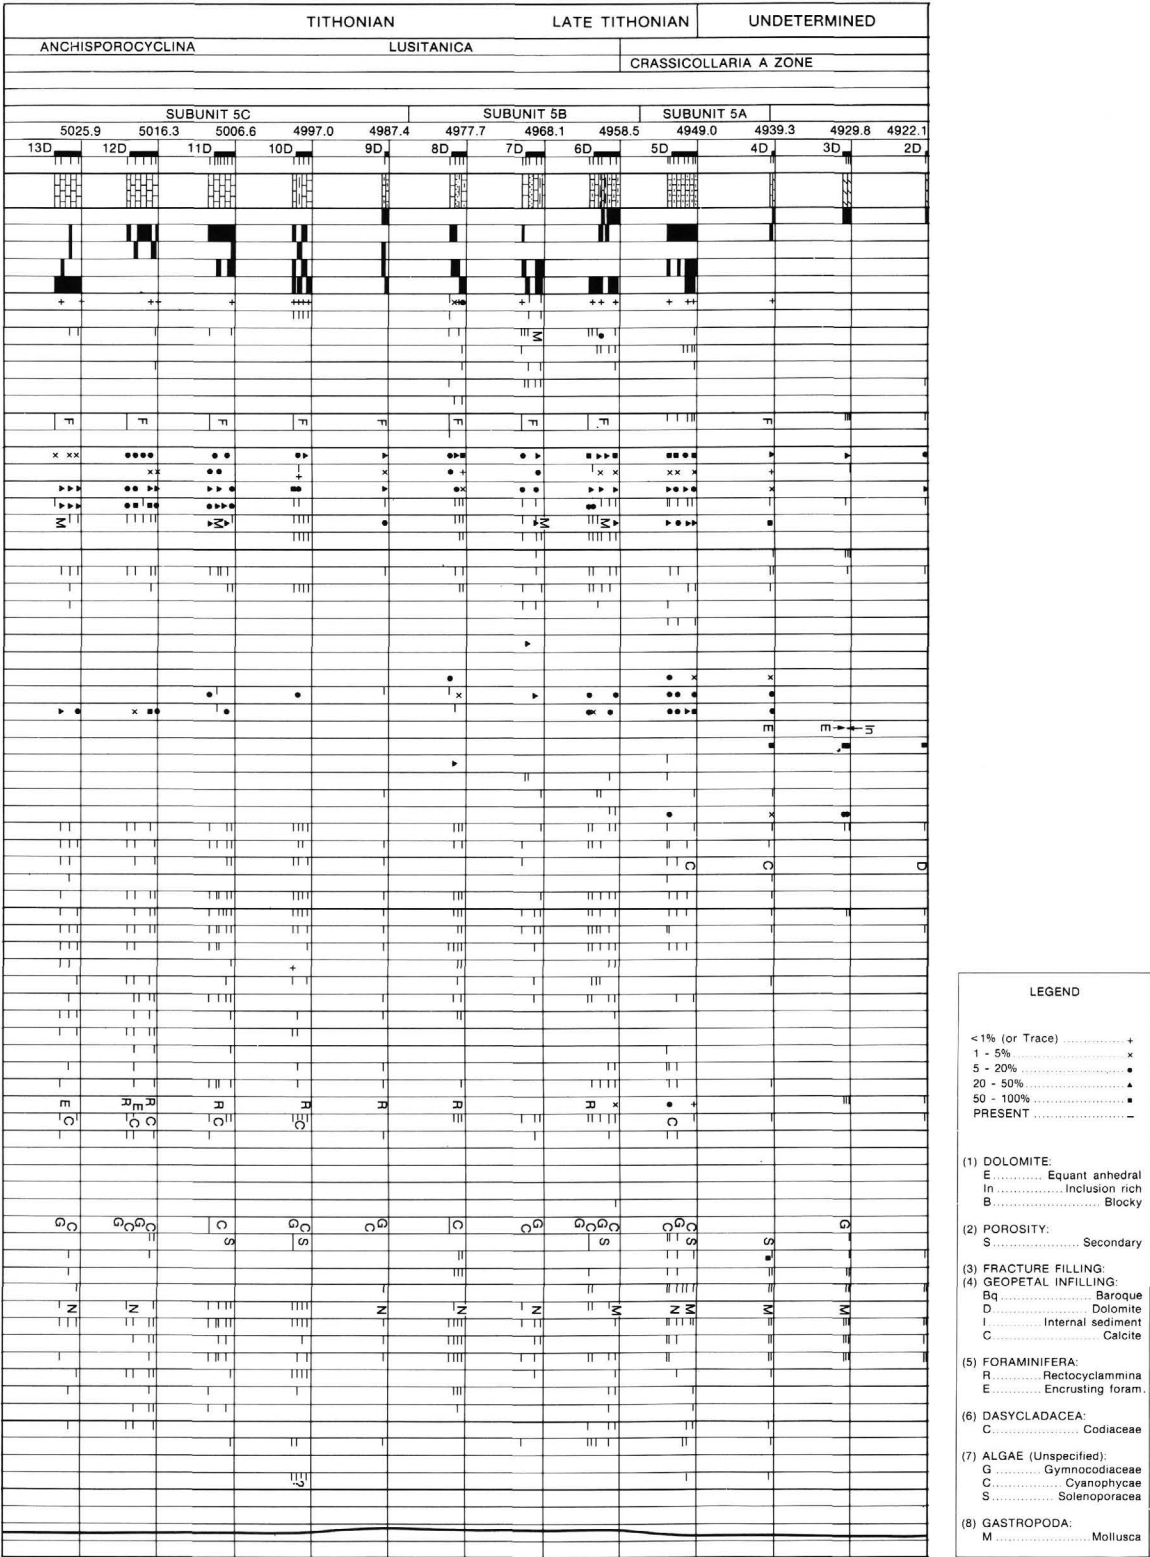 TITHONIAN LATE TITHONIAN UNDETERMINED
ANCHISPOROCYCLINA LUSITANICA
CRASSICOLLARIA A ZONE
SUBUNIT 5C SUBUNIT 5B SUBUNIT 5A
5025.9 5016.3 5006.6 4997.0 4987.4 4977.7 4968.1 4958.5 4949.0 4939.3 4929.8 4922.1
13D 12D 11D 10D 9D 8D 7D 6D 5D 4D 3D 2D
M
F F F F F F F F F
M M M M
E E In
C C D
E R E R R R R R R
C C C C C C
G C G C G C C G C G C C G C G C G S C C G C S G
S S S S
N N N N N N M N M M M
?
LEGEND
<1% (or Trace) ............... +
1 - 5% ............... ×
5 - 20% ............... ●
20 - 50% ............... ▲
50 - 100% ............... ■
PRESENT ............... –
(1) DOLOMITE:
E ............ Equant anhedral
In ............... Inclusion rich
B ............... Blocky
(2) POROSITY:
S ............... Secondary
(3) FRACTURE FILLING:
(4) GEOPETAL INFILLING:
Bq ............... Baroque
D ............... Dolomite
I ............ Internal sediment
C ............... Calcite
(5) FORAMINIFERA:
R ............ Rectocyclammina
E ............ Encrusting foram.
(6) DASYCLADACEA:
C ............... Codiaceae
(7) ALGAE (Unspecified):
G ............ Gymnocodiaceae
C ............... Cyanophycae
S ............... Solenoporacea
(8) GASTROPODA:
M ............... Mollusca